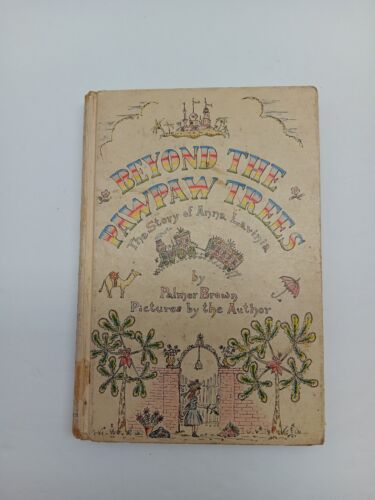 BEYOND THE
PAWPAW TREES
The Story of Anna Lavinia
by
Palmer Brown
Pictures by the Author